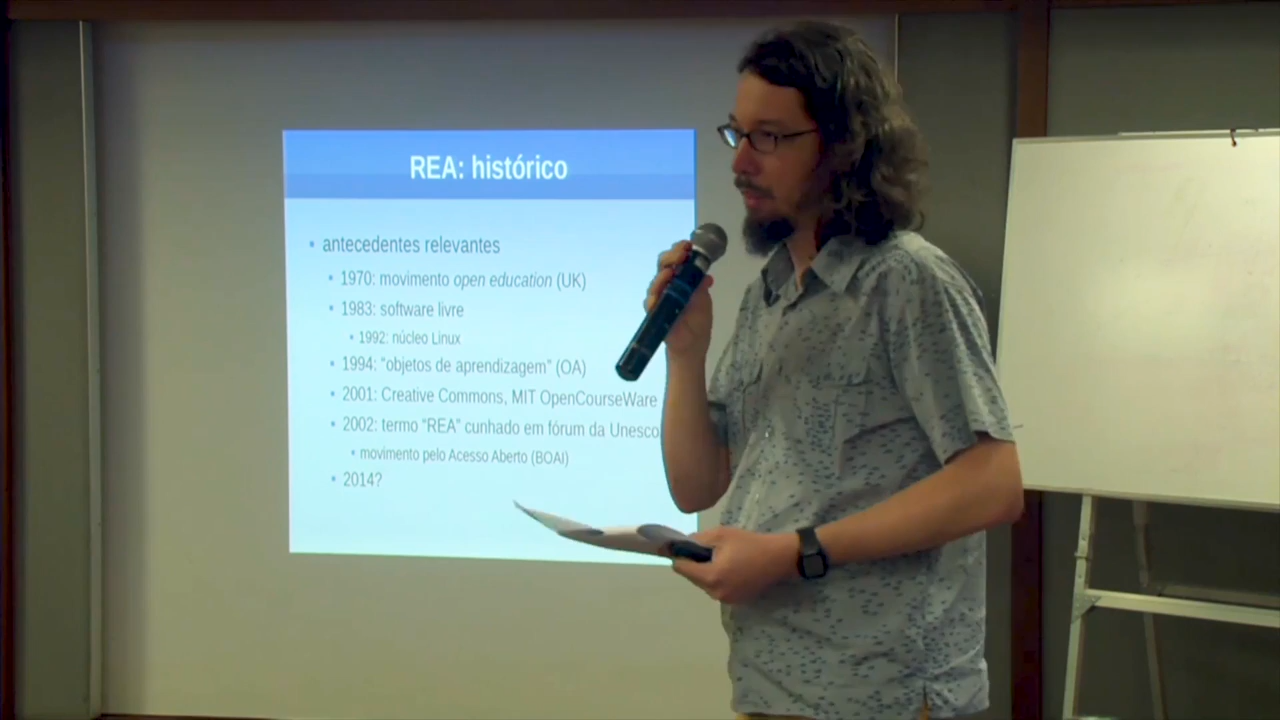 REA: histórico
antecedentes relevantes
1970: movimento open education (UK)
1983: software livre
1992: núcleo Linux
1994: “objetos de aprendizagem” (OA)
2001: Creative Commons, MIT OpenCourseWare
2002: termo “REA” cunhado em fórum da Unesco
movimento pelo Acesso Aberto (BOAI)
2014?